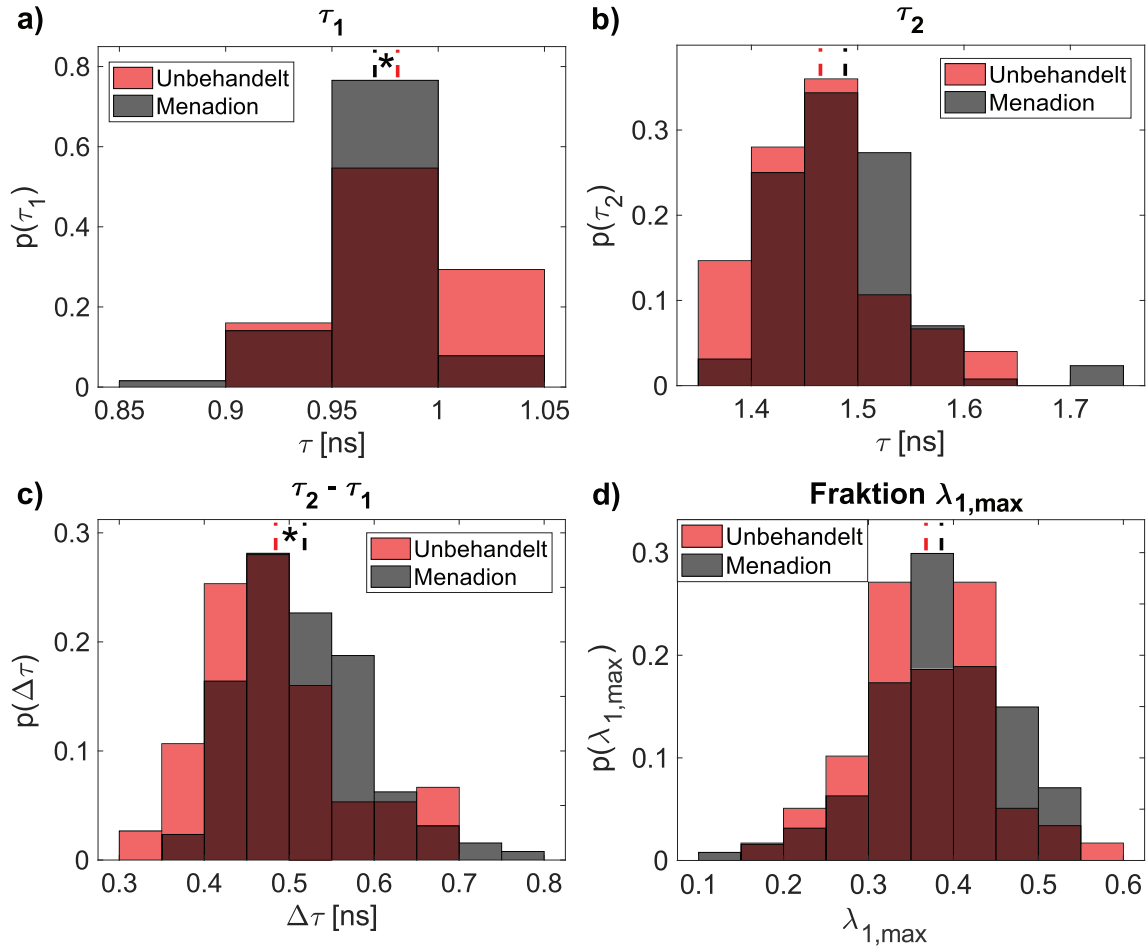 a)
τ1
Unbehandelt
Menadion
*
p(τ1)
0.8
0.6
0.4
0.2
0
0.85 0.9 0.95 1 1.05
τ [ns]
b)
τ2
Unbehandelt
Menadion
p(τ2)
0.3
0.2
0.1
0
1.4 1.5 1.6 1.7
τ [ns]
c)
τ2 - τ1
*
Unbehandelt
Menadion
p(Δτ)
0.3
0.2
0.1
0
0.3 0.4 0.5 0.6 0.7 0.8
Δτ [ns]
d)
Fraktion λ1,max
Unbehandelt
Menadion
p(λ1,max)
0.3
0.2
0.1
0
0.1 0.2 0.3 0.4 0.5 0.6
λ1,max